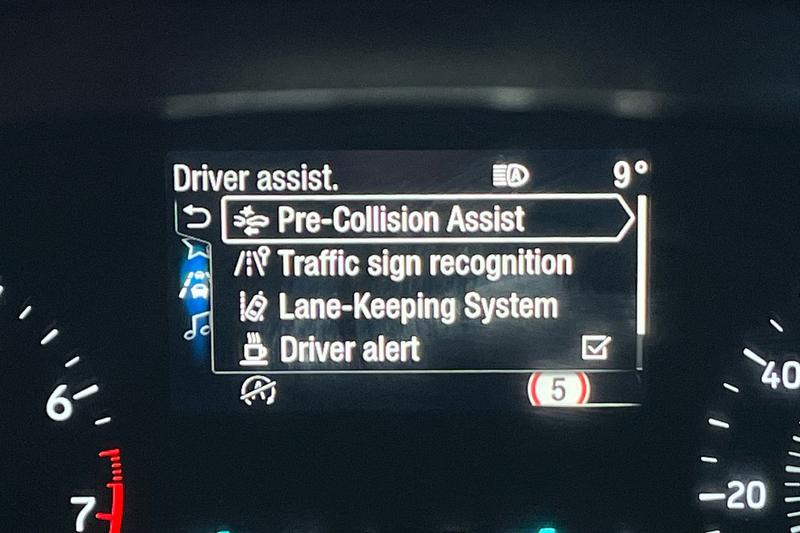 Driver assist. A 9°
Pre-Collision Assist
Traffic sign recognition
Lane-Keeping System
Driver alert
A 5
6
7
40
20